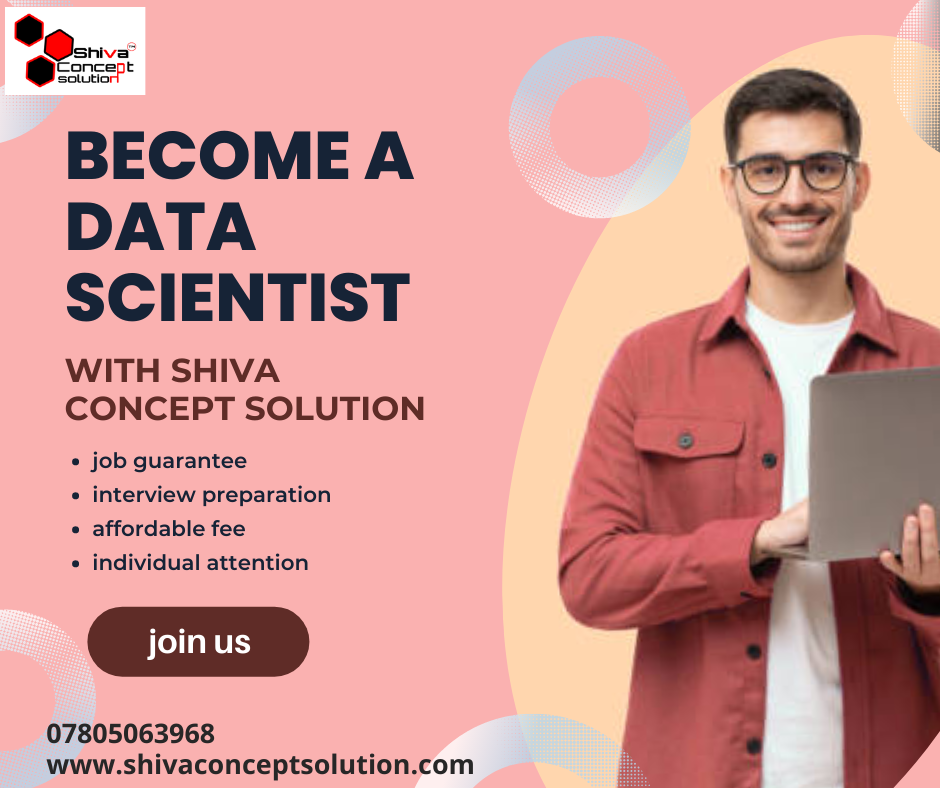 Shiva™
Concept
solution
BECOME A
DATA
SCIENTIST
WITH SHIVA
CONCEPT SOLUTION
• job guarantee
• interview preparation
• affordable fee
• individual attention
join us
07805063968
www.shivaconceptsolution.com